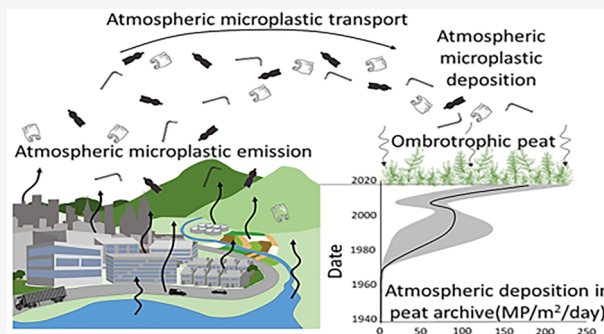 Atmospheric microplastic transport
Atmospheric
microplastic
deposition
Atmospheric microplastic emission
Ombrotrophic peat
2020
2000
1980
1960
1940
Date
Atmospheric deposition in
peat archive(MP/m²/day)
0 50 100 150 200 250